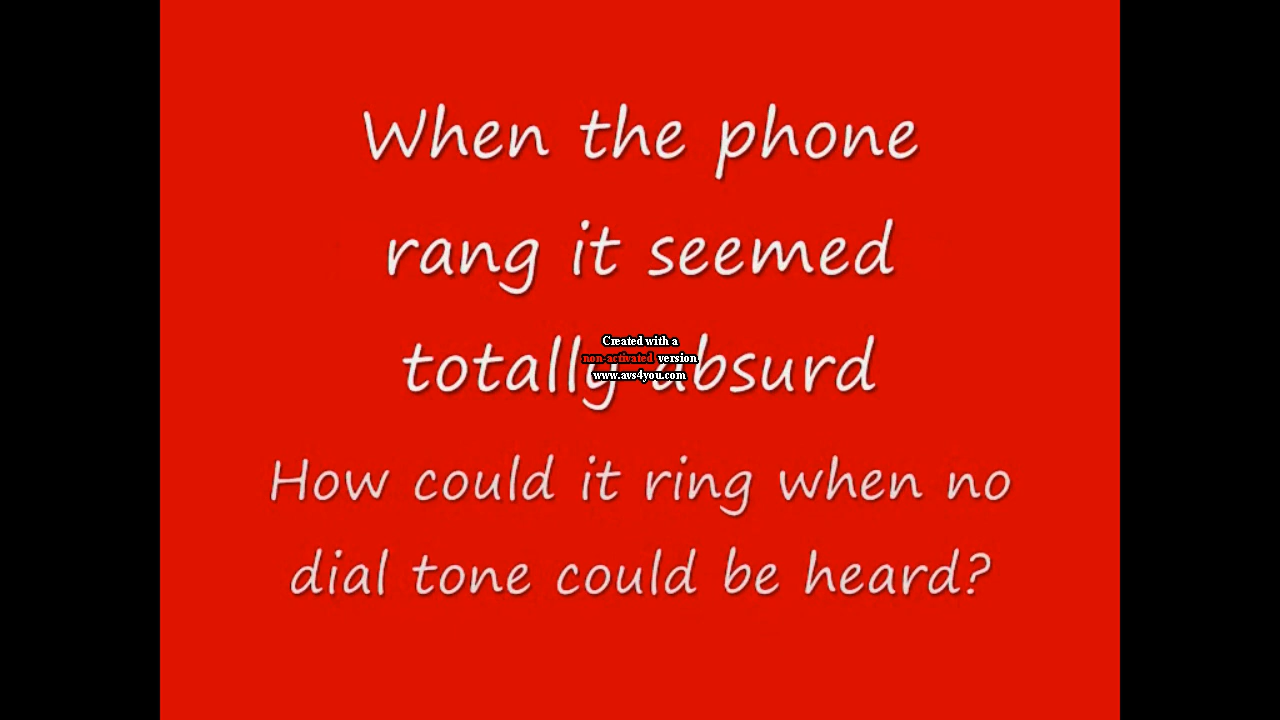 When the phone
rang it seemed
totally absurd
Created with a
non-activated version
www.avs4you.com
How could it ring when no
dial tone could be heard?